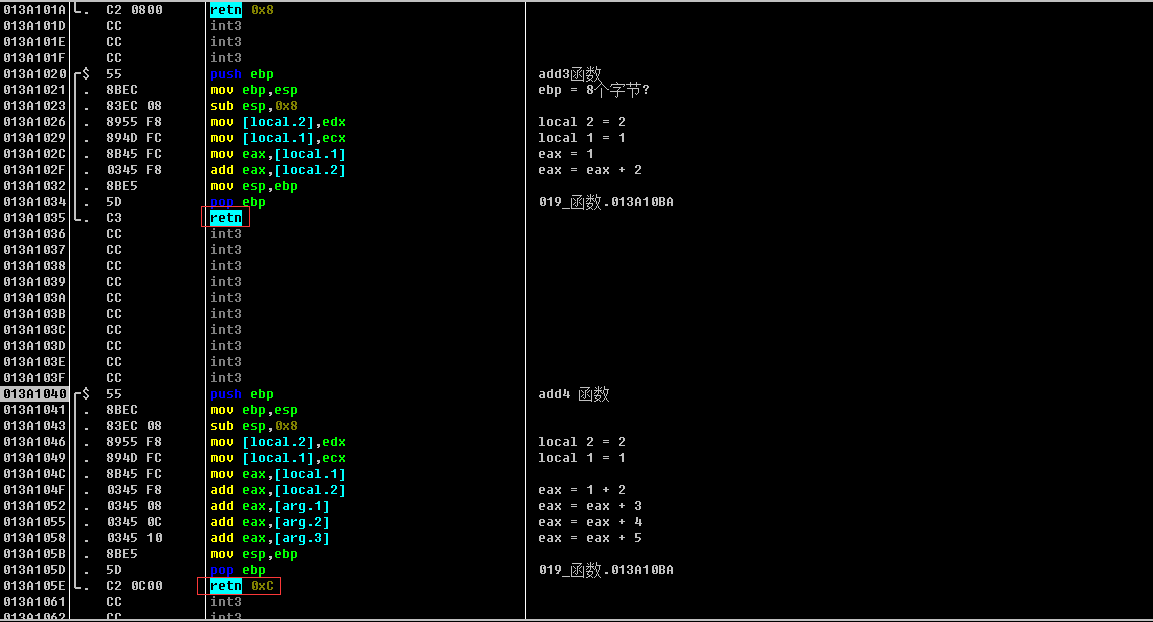 013A101A . C2 0800 retn 0x8
013A101D CC int3
013A101E CC int3
013A101F CC int3
013A1020 $ 55 push ebp add3函数
013A1021 . 8BEC mov ebp,esp ebp = 8个字节?
013A1023 . 83EC 08 sub esp,0x8
013A1026 . 8955 F8 mov [local.2],edx local 2 = 2
013A1029 . 894D FC mov [local.1],ecx local 1 = 1
013A102C . 8B45 FC mov eax,[local.1] eax = 1
013A102F . 0345 F8 add eax,[local.2] eax = eax + 2
013A1032 . 8BE5 mov esp,ebp
013A1034 . 5D pop ebp 019_函数.013A10BA
013A1035 . C3 retn
013A1036 CC int3
013A1037 CC int3
013A1038 CC int3
013A1039 CC int3
013A103A CC int3
013A103B CC int3
013A103C CC int3
013A103D CC int3
013A103E CC int3
013A103F CC int3
013A1040 $ 55 push ebp add4 函数
013A1041 . 8BEC mov ebp,esp
013A1043 . 83EC 08 sub esp,0x8
013A1046 . 8955 F8 mov [local.2],edx local 2 = 2
013A1049 . 894D FC mov [local.1],ecx local 1 = 1
013A104C . 8B45 FC mov eax,[local.1]
013A104F . 0345 F8 add eax,[local.2] eax = 1 + 2
013A1052 . 0345 08 add eax,[arg.1] eax = eax + 3
013A1055 . 0345 0C add eax,[arg.2] eax = eax + 4
013A1058 . 0345 10 add eax,[arg.3] eax = eax + 5
013A105B . 8BE5 mov esp,ebp
013A105D . 5D pop ebp 019_函数.013A10BA
013A105E . C2 0C00 retn 0xC
013A1061 CC int3
013A1062 CC int3